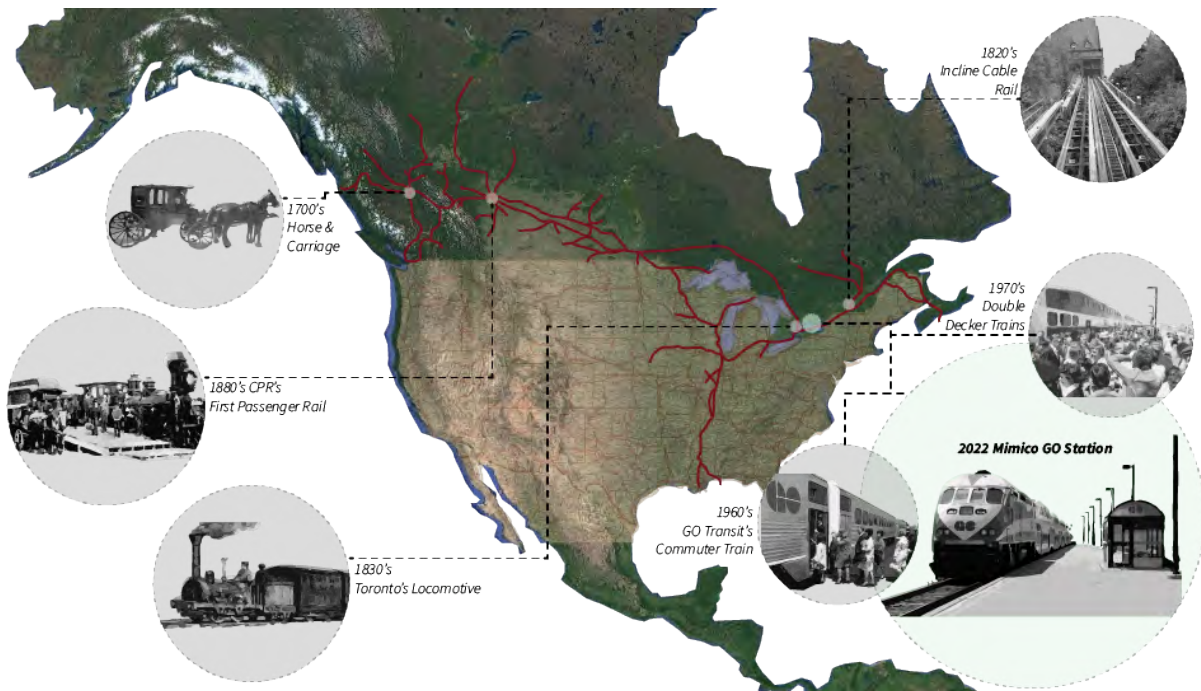 1820's
Incline Cable
Rail
1700's
Horse &
Carriage
1970's
Double
Decker Trains
1880's CPR's
First Passenger Rail
2022 Mimico GO Station
1960's
GO Transit's
Commuter Train
1830's
Toronto's Locomotive